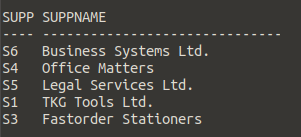 SUPP SUPPNAME
---- ------------------------------
S6   Business Systems Ltd.
S4   Office Matters
S5   Legal Services Ltd.
S1   TKG Tools Ltd.
S3   Fastorder Stationers